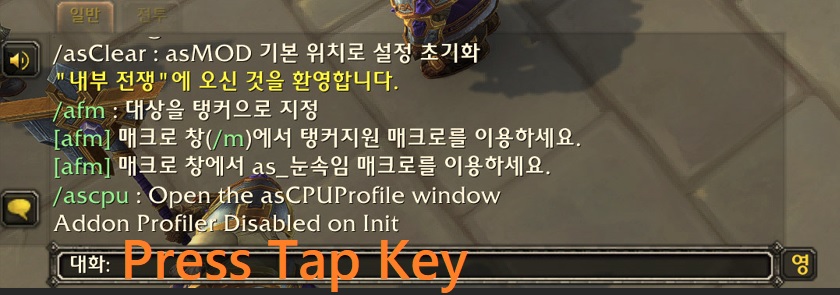 일반 전투
/asClear : asMOD 기본 위치로 설정 초기화
"내부 전쟁"에 오신 것을 환영합니다.
/afm : 대상을 탱커으로 지정
[afm] 매크로 창(/m)에서 탱커지원 매크로를 이용하세요.
[afm] 매크로 창에서 as_눈속임 매크로를 이용하세요.
/ascpu : Open the asCPUProfile window
Addon Profiler Disabled on Init
대화: Press Tap Key 영